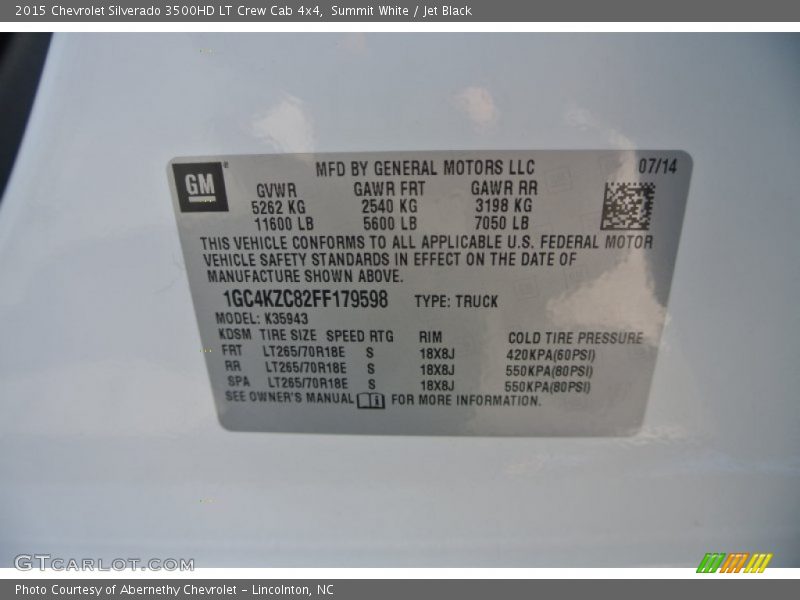 2015 Chevrolet Silverado 3500HD LT Crew Cab 4x4, Summit White / Jet Black
MFD BY GENERAL MOTORS LLC 07/14
GM
GVWR GAWR FRT GAWR RR
5262 KG 2540 KG 3198 KG
11600 LB 5600 LB 7050 LB
THIS VEHICLE CONFORMS TO ALL APPLICABLE U.S. FEDERAL MOTOR
VEHICLE SAFETY STANDARDS IN EFFECT ON THE DATE OF
MANUFACTURE SHOWN ABOVE.
1GC4KZC82FF179598 TYPE: TRUCK
MODEL: K35943
KDSM TIRE SIZE SPEED RTG RIM COLD TIRE PRESSURE
FRT LT265/70R18E S 18X8J 420KPA(60PSI)
RR LT265/70R18E S 18X8J 550KPA(80PSI)
SPA LT265/70R18E S 18X8J 550KPA(80PSI)
SEE OWNER'S MANUAL FOR MORE INFORMATION.
GTCARLOT.COM
Photo Courtesy of Abernethy Chevrolet - Lincolnton, NC